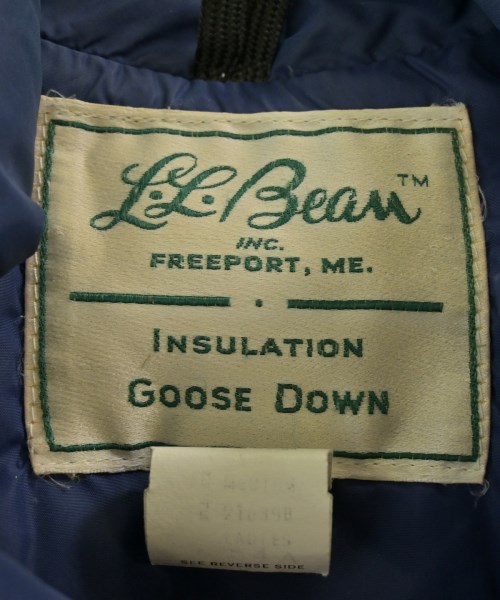 L.L.Bean™
INC.
FREEPORT, ME.
INSULATION
GOOSE DOWN
SEE REVERSE SIDE